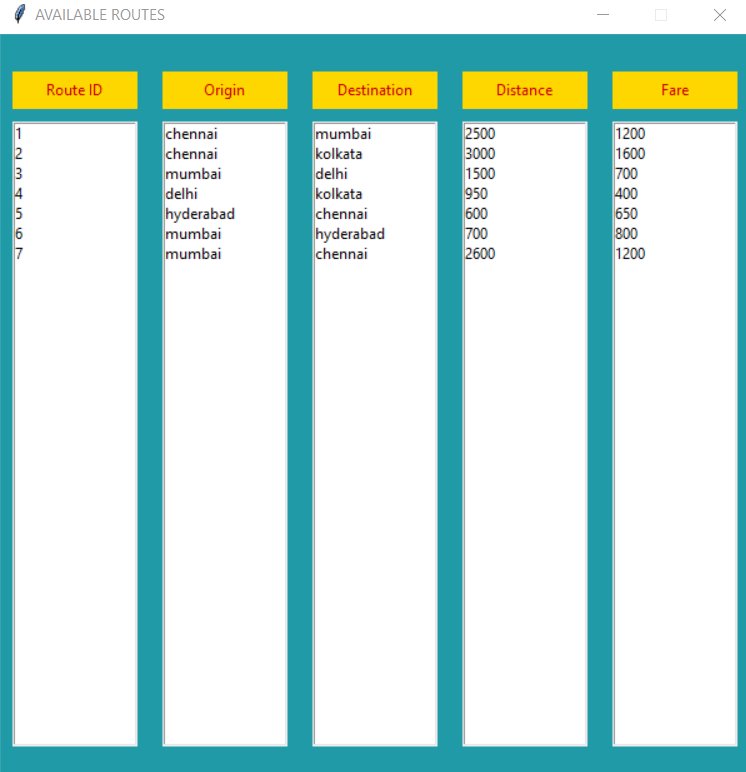 AVAILABLE ROUTES
Route ID Origin Destination Distance Fare
1 chennai mumbai 2500 1200
2 chennai kolkata 3000 1600
3 mumbai delhi 1500 700
4 delhi kolkata 950 400
5 hyderabad chennai 600 650
6 mumbai hyderabad 700 800
7 mumbai chennai 2600 1200